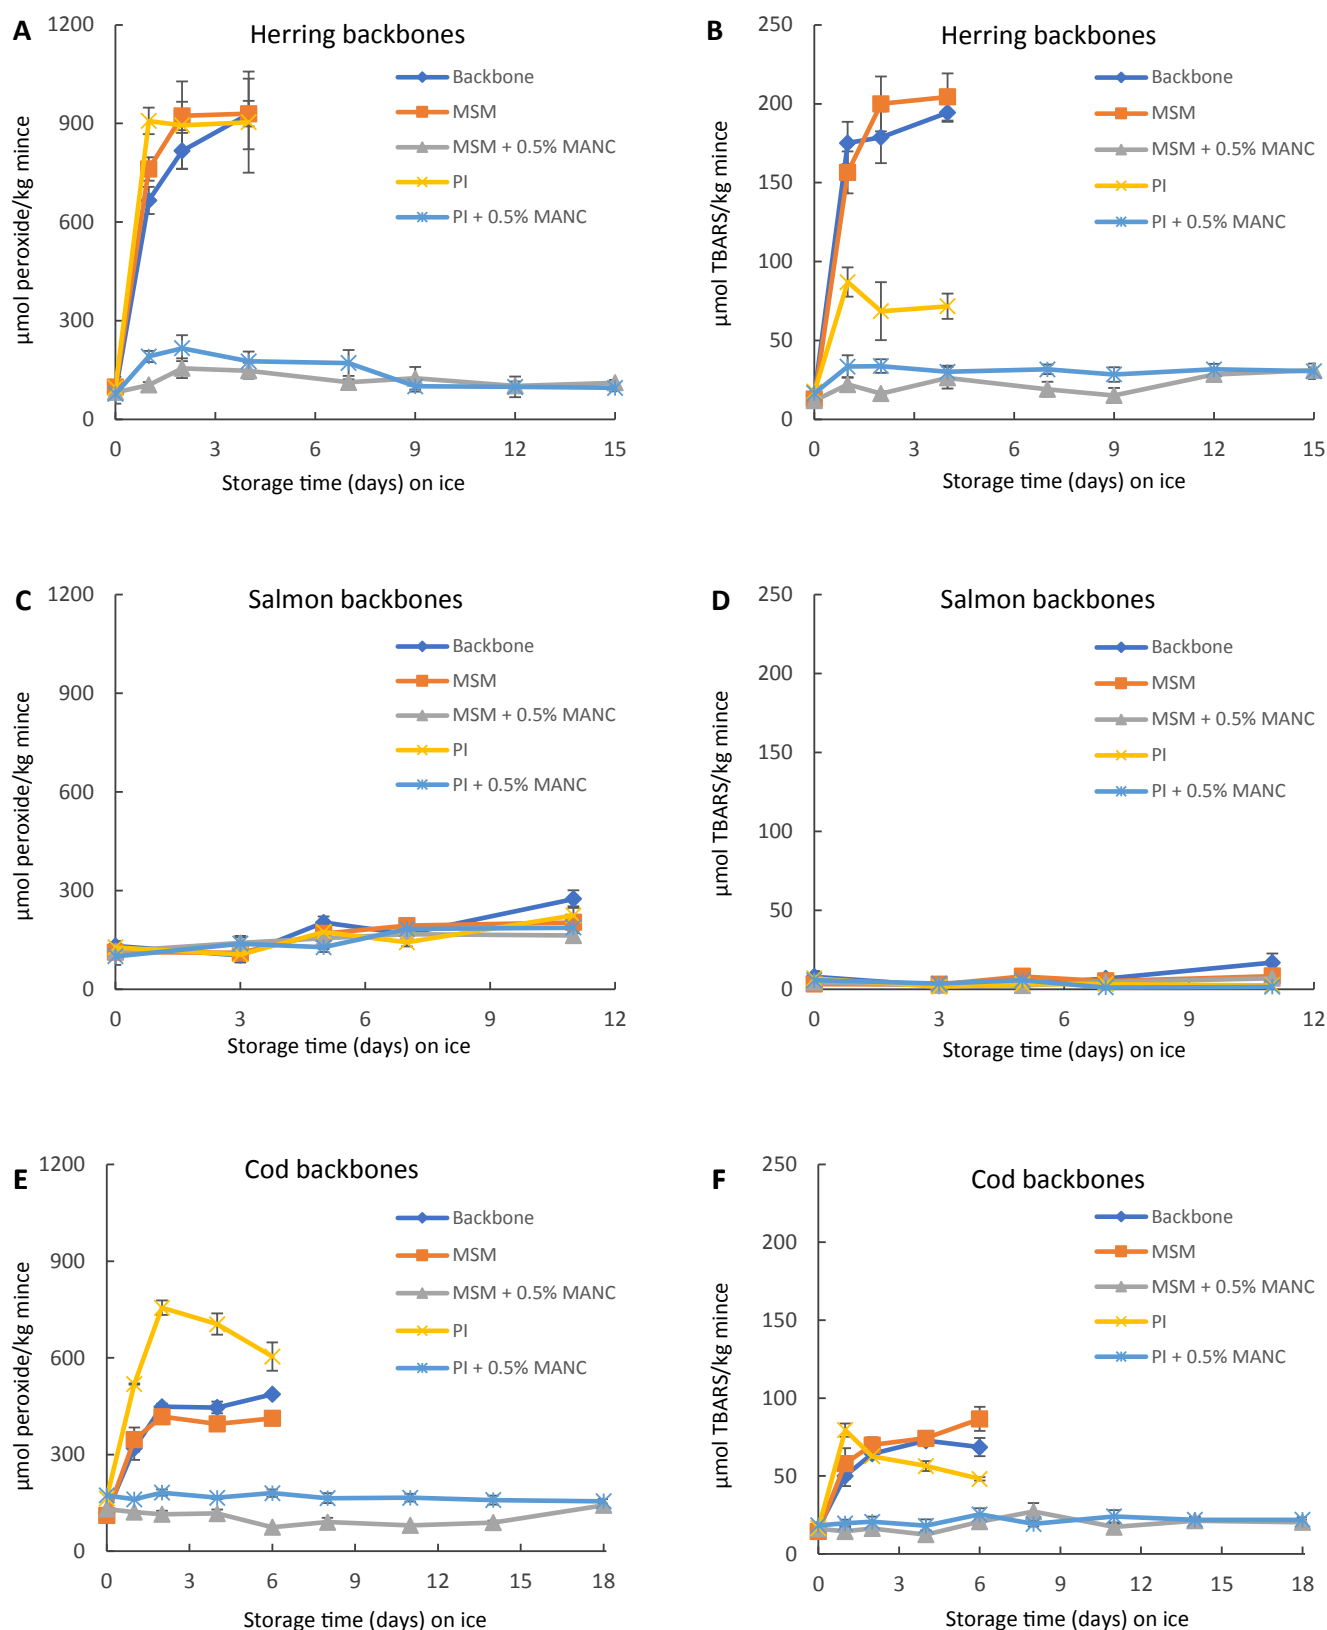 A
Herring backbones
µmol peroxide/kg mince
1200
900
600
300
0
Backbone
MSM
MSM + 0.5% MANC
PI
PI + 0.5% MANC
0 3 6 9 12 15
Storage time (days) on ice
B
Herring backbones
µmol TBARS/kg mince
250
200
150
100
50
0
Backbone
MSM
MSM + 0.5% MANC
PI
PI + 0.5% MANC
0 3 6 9 12 15
Storage time (days) on ice
C
Salmon backbones
µmol peroxide/kg mince
1200
900
600
300
0
Backbone
MSM
MSM + 0.5% MANC
PI
PI + 0.5% MANC
0 3 6 9 12
Storage time (days) on ice
D
Salmon backbones
µmol TBARS/kg mince
250
200
150
100
50
0
Backbone
MSM
MSM + 0.5% MANC
PI
PI + 0.5% MANC
0 3 6 9 12
Storage time (days) on ice
E
Cod backbones
µmol peroxide/kg mince
1200
900
600
300
0
Backbone
MSM
MSM + 0.5% MANC
PI
PI + 0.5% MANC
0 3 6 9 12 15 18
Storage time (days) on ice
F
Cod backbones
µmol TBARS/kg mince
250
200
150
100
50
0
Backbone
MSM
MSM + 0.5% MANC
PI
PI + 0.5% MANC
0 3 6 9 12 15 18
Storage time (days) on ice